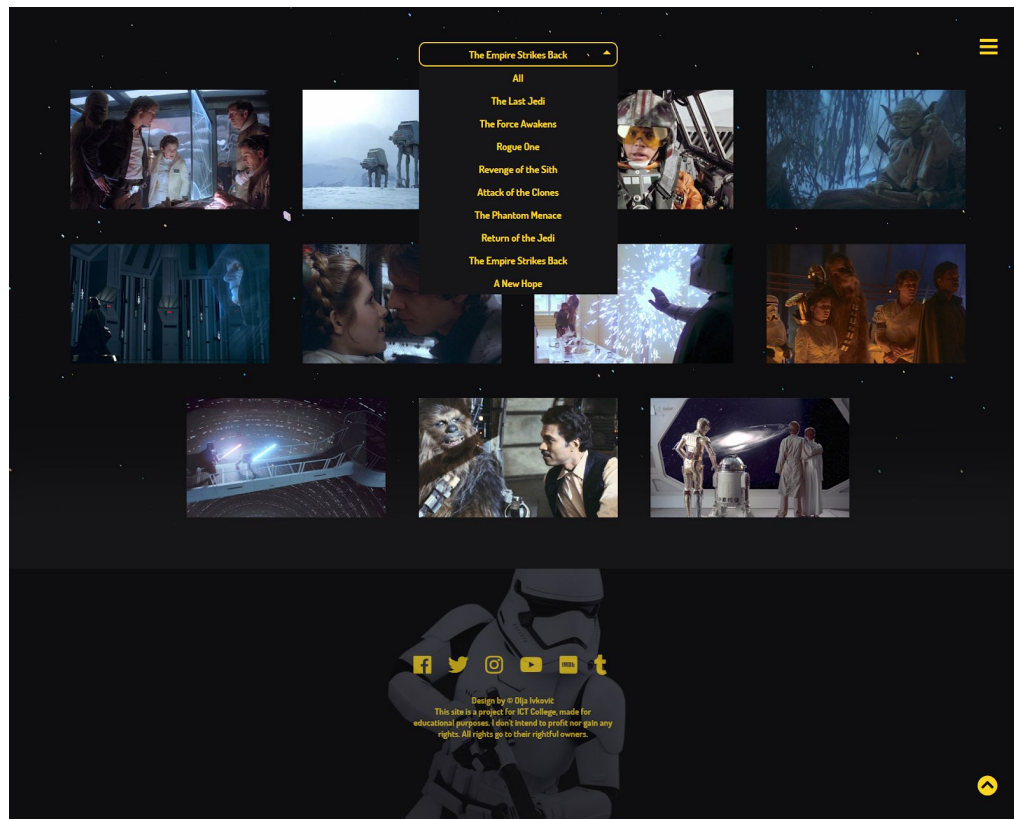 The Empire Strikes Back
All
The Last Jedi
The Force Awakens
Rogue One
Revenge of the Sith
Attack of the Clones
The Phantom Menace
Return of the Jedi
The Empire Strikes Back
A New Hope
IMDb
Design by © Olja Ivković
This site is a project for ICT College, made for
educational purposes. I don't intend to profit nor gain any
rights. All rights go to their rightful owners.